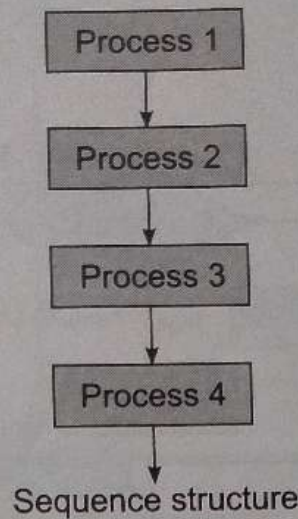 Process 1
Process 2
Process 3
Process 4
Sequence structure